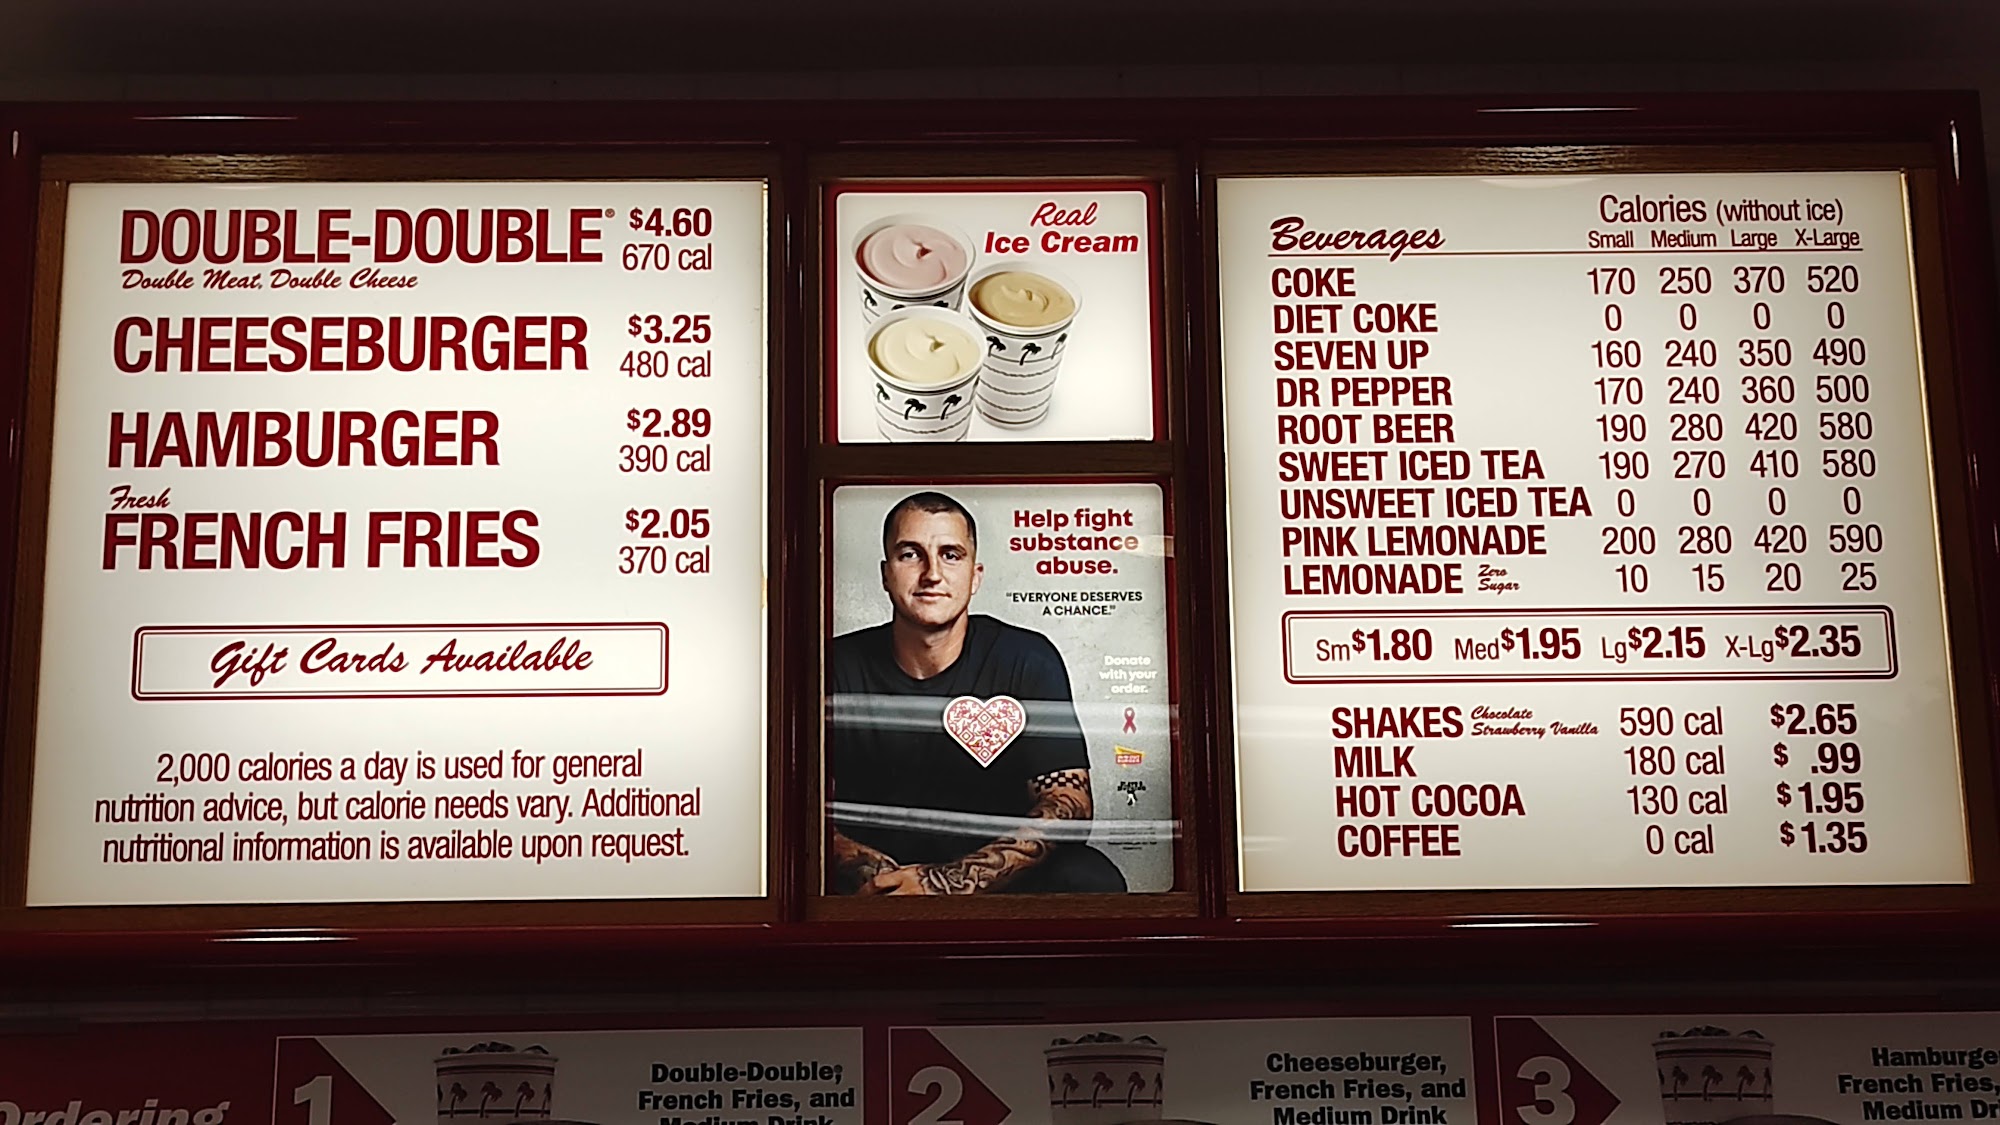 DOUBLE-DOUBLE® $4.60
670 cal
Double Meat, Double Cheese
CHEESEBURGER $3.25
480 cal
HAMBURGER $2.89
390 cal
Fresh
FRENCH FRIES $2.05
370 cal
Gift Cards Available
2,000 calories a day is used for general
nutrition advice, but calorie needs vary. Additional
nutritional information is available upon request.
Real
Ice Cream
Help fight
substance
abuse.
"EVERYONE DESERVES
A CHANCE."
Donate
with your
order.
Calories (without ice)
Beverages Small Medium Large X-Large
COKE 170 250 370 520
DIET COKE 0 0 0 0
SEVEN UP 160 240 350 490
DR PEPPER 170 240 360 500
ROOT BEER 190 280 420 580
SWEET ICED TEA 190 270 410 580
UNSWEET ICED TEA 0 0 0 0
PINK LEMONADE 200 280 420 590
LEMONADE Zero Sugar 10 15 20 25
Sm $1.80 Med $1.95 Lg $2.15 X-Lg $2.35
SHAKES Chocolate Strawberry Vanilla 590 cal $2.65
MILK 180 cal $ .99
HOT COCOA 130 cal $1.95
COFFEE 0 cal $1.35
Ordering
1
Double-Double,
French Fries, and
Medium Drink
2
Cheeseburger,
French Fries, and
Medium Drink
3
Hamburge
French Fries,
Medium Dr